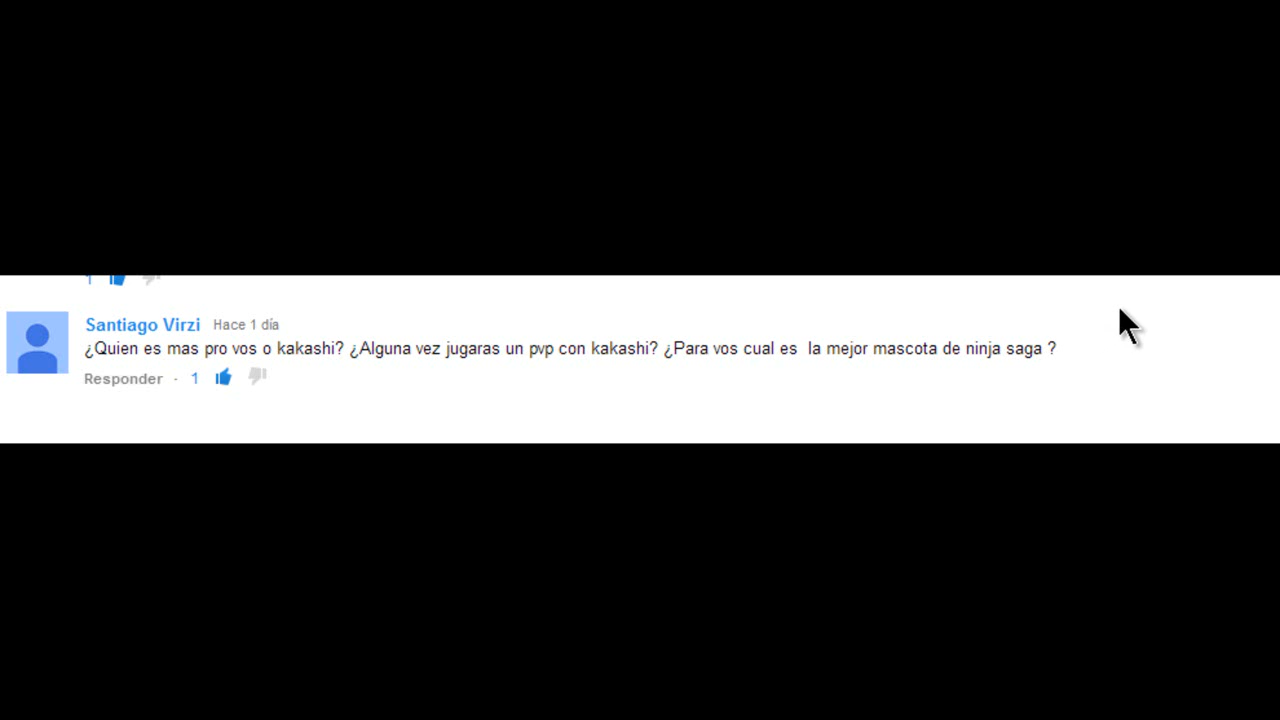 1
Santiago Virzi Hace 1 día
¿Quien es mas pro vos o kakashi? ¿Alguna vez jugaras un pvp con kakashi? ¿Para vos cual es  la mejor mascota de ninja saga ?
Responder · 1